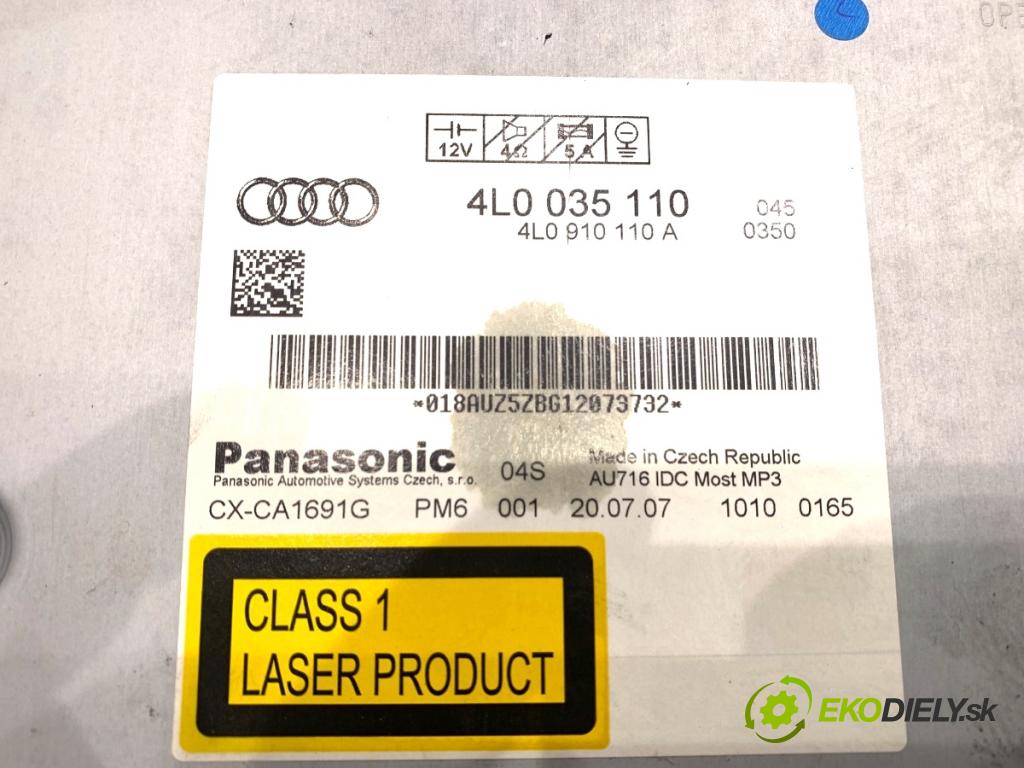 E90
12V 4Ω 5A
4L0 035 110 045
4L0 910 110 A 0350
*018AUZ5ZBG12073732*
Panasonic
Panasonic Automotive Systems Czech, s.r.o.
04S
Made in Czech Republic
AU716 IDC Most MP3
CX-CA1691G PM6 001 20.07.07 1010 0165
CLASS 1
LASER PRODUCT
EKODIELY.sk